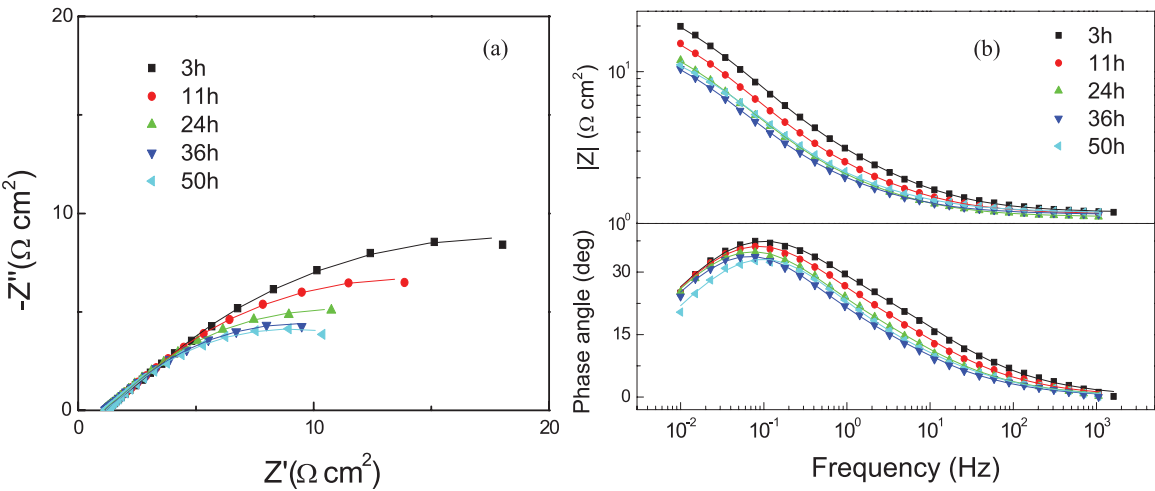 20
(a)
3h
11h
24h
36h
50h
10
0
-Z''(Ω cm²)
0
10
20
Z'(Ω cm²)
(b)
3h
11h
24h
36h
50h
10¹
10⁰
|Z| (Ω cm²)
30
15
0
Phase angle (deg)
10⁻²
10⁻¹
10⁰
10¹
10²
10³
Frequency (Hz)